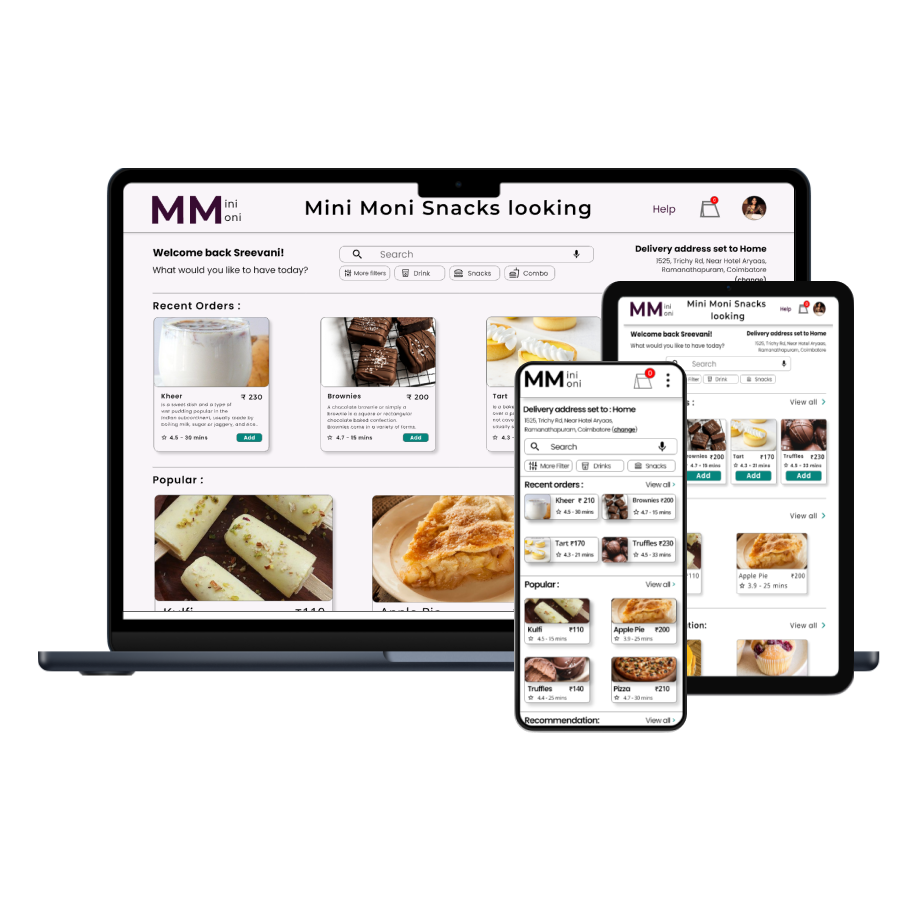 MM ini
oni
Mini Moni Snacks looking
Help
0
Welcome back Sreevani!
What would you like to have today?
Search
More filters
Drink
Snacks
Combo
Delivery address set to Home
1525, Trichy Rd, Near Hotel Aryaas,
Ramanathapuram, Coimbatore
(change)
Recent Orders :
Kheer ₹ 230
is a sweet dish and a type of
wet pudding popular in the
Indian subcontinent, usually made by
boiling milk, sugar or jaggery, and rice.
4.5 - 30 mins
Add
Brownies ₹ 200
A chocolate brownie or simply a
brownie is a square or rectangular
chocolate baked confection.
Brownies come in a variety of forms.
4.7 - 15 mins
Add
Tart
is a bake
over a p
4.3 -
Popular :
Kulfi ₹110
Apple Pie
MM ini
oni
Mini Moni Snacks
looking
Help
Welcome back Sreevani!
What would you like to have today?
Delivery address set to Home
1525, Trichy Rd, Near Hotel Aryaas,
Ramanathapuram, Coimbatore
Search
Filter
Drink
Snacks
s :
View all >
ownies ₹200
4.7 - 15 mins
Add
Tart ₹170
4.3 - 31 mins
Add
Truffles ₹230
4.5 - 33 mins
Add
View all >
₹110
Apple Pie ₹200
3.9 - 25 mins
tion:
View all >
MM ini
oni
0
Delivery address set to : Home
1525, Trichy Rd, Near Hotel Aryaas,
Ramanathapuram, Coimbatore (change)
Search
More Filter
Drinks
Snacks
Recent orders :
View all >
Kheer ₹ 210
4.5 - 30 mins
Brownies ₹200
4.7 - 15 mins
Tart ₹170
4.3 - 21 mins
Truffles ₹230
4.5 - 33 mins
Popular :
View all >
Kulfi ₹110
4.5 - 15 mins
Apple Pie ₹200
3.9 - 25 mins
Truffles ₹140
4.4 - 25 mins
Pizza ₹210
4.7 - 30 mins
Recommendation:
View all >